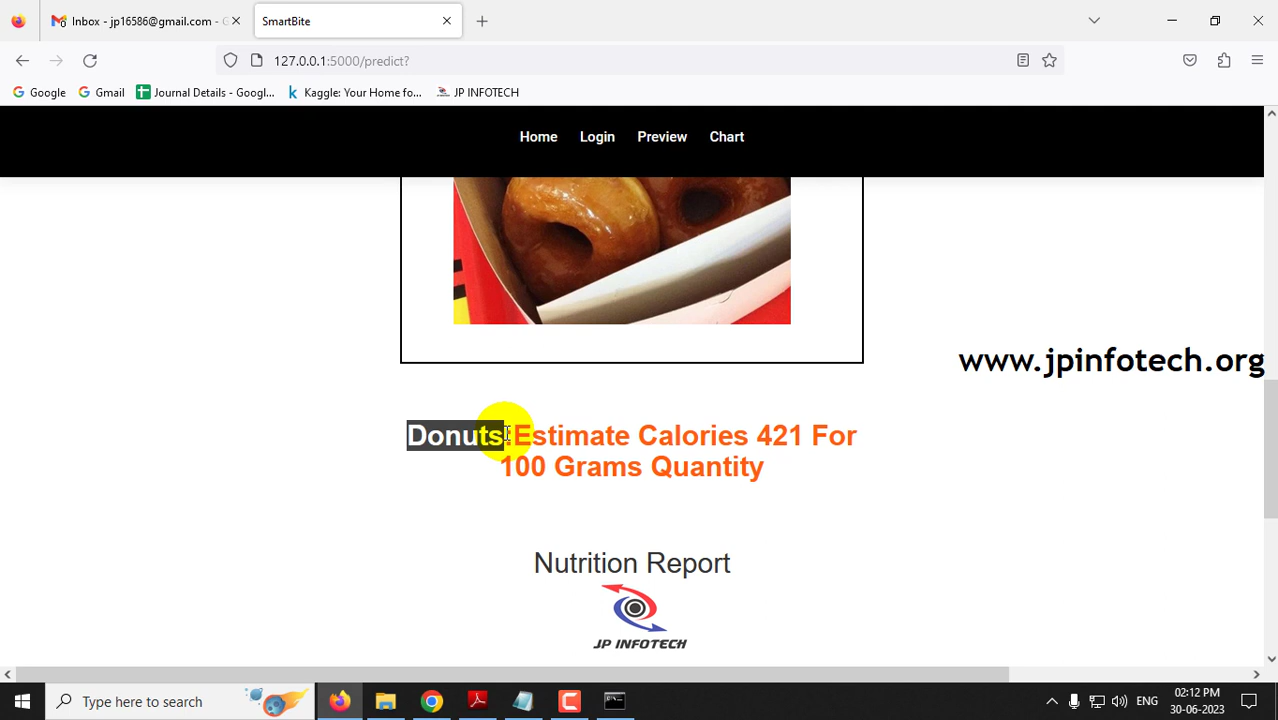 Inbox - jp16586@gmail.com - G
SmartBite
127.0.0.1:5000/predict?
Google
Gmail
Journal Details - Googl...
Kaggle: Your Home fo...
JP INFOTECH
Home
Login
Preview
Chart
www.jpinfotech.org
Donuts:Estimate Calories 421 For
100 Grams Quantity
Nutrition Report
JP INFOTECH
Type here to search
ENG
02:12 PM
30-06-2023